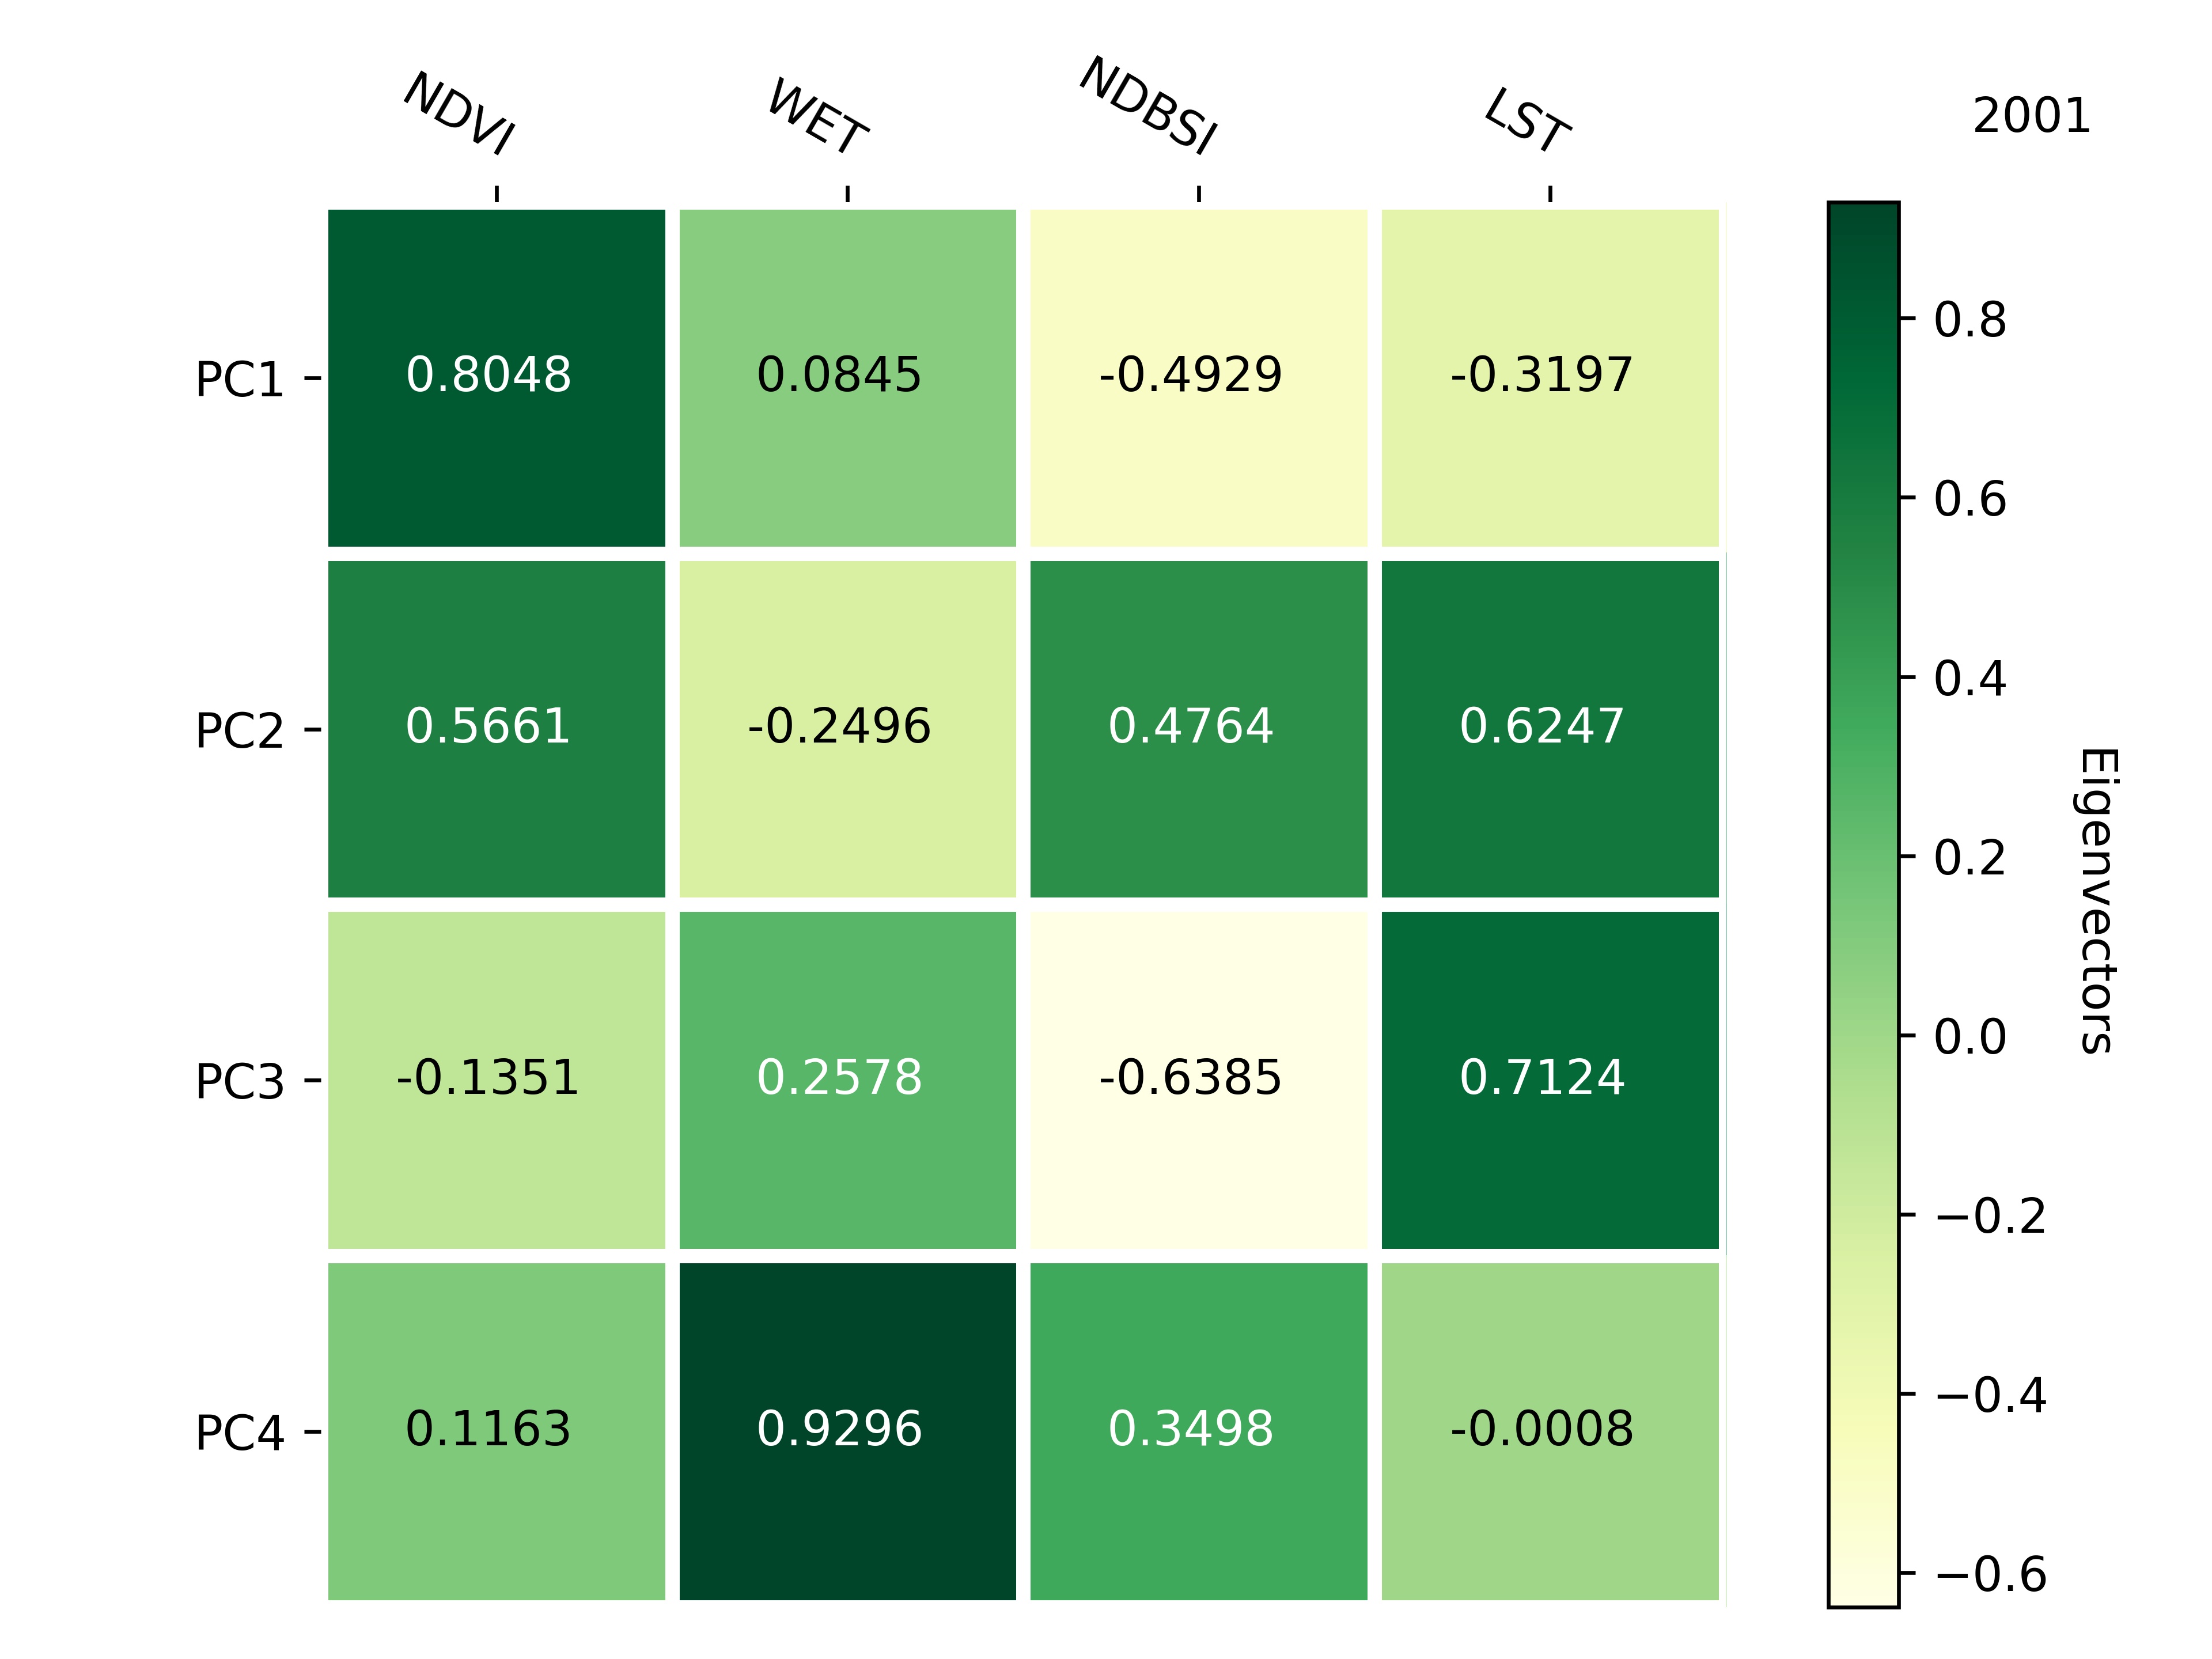 NDVI WET NDBSI LST
2001
PC1 0.8048 0.0845 -0.4929 -0.3197
PC2 0.5661 -0.2496 0.4764 0.6247
PC3 -0.1351 0.2578 -0.6385 0.7124
PC4 0.1163 0.9296 0.3498 -0.0008
0.8
0.6
0.4
0.2
0.0
−0.2
−0.4
−0.6
Eigenvectors